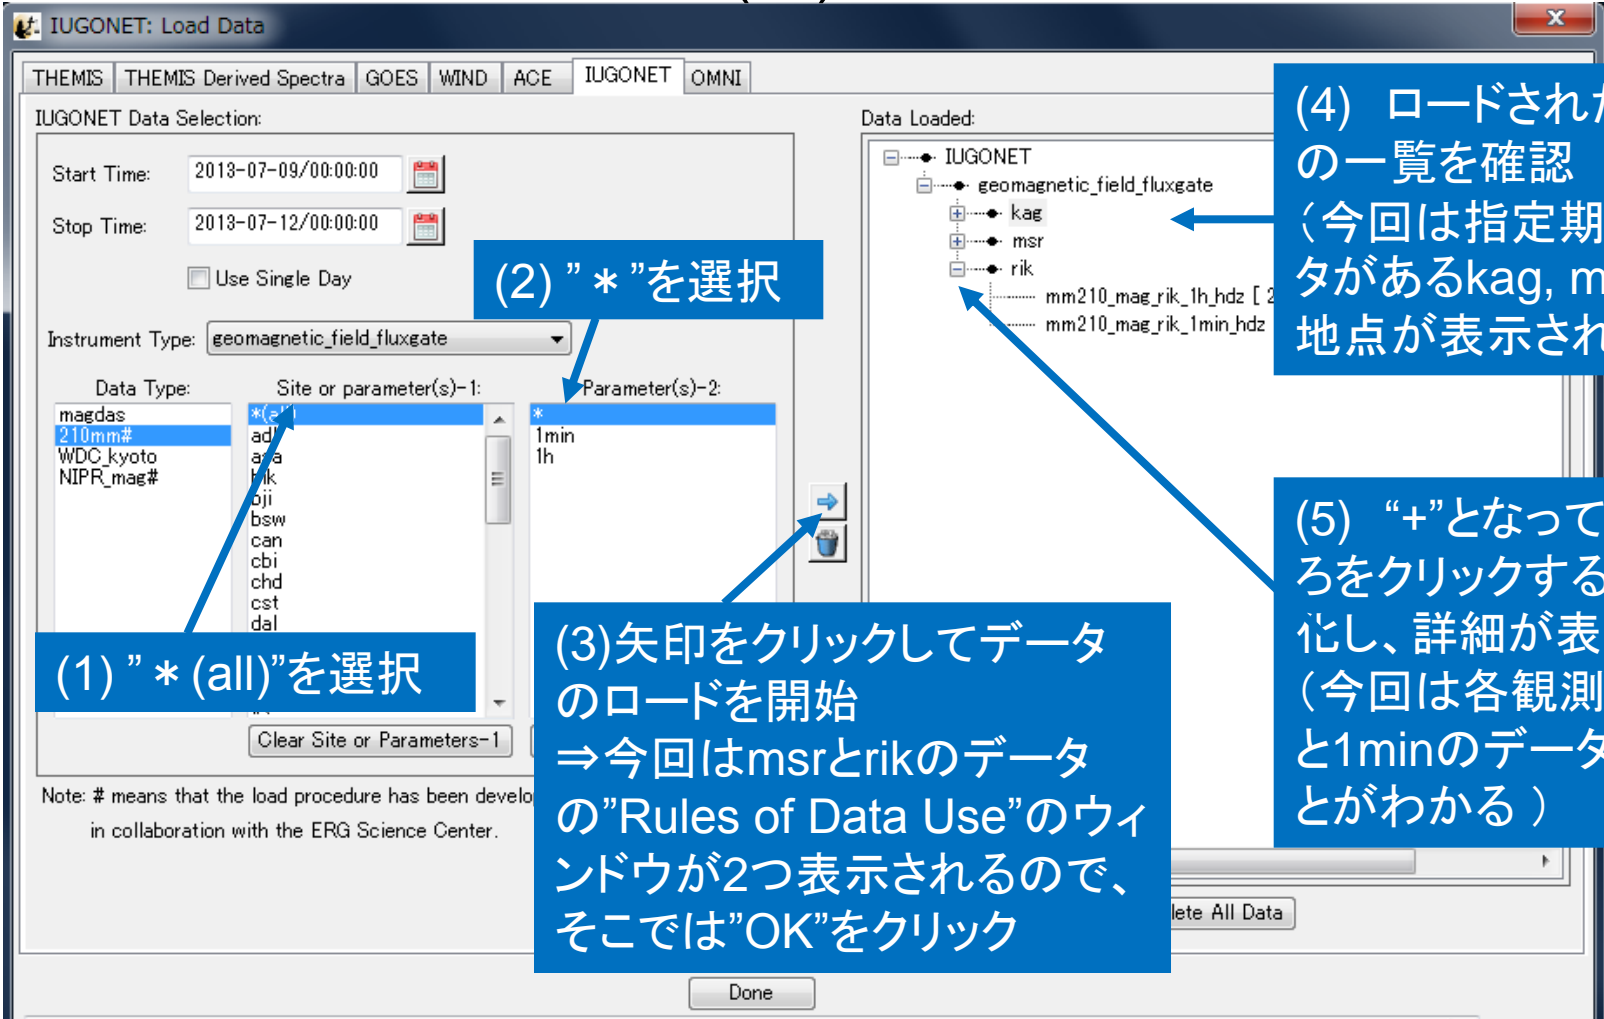 IUGONET: Load Data
THEMIS
THEMIS Derived Spectra
GOES
WIND
ACE
IUGONET
OMNI
IUGONET Data Selection:
Start Time:
2013-07-09/00:00:00
Stop Time:
2013-07-12/00:00:00
Use Single Day
(2) ”＊”を選択
Instrument Type:
geomagnetic_field_fluxgate
Data Type:
magdas
210mm#
WDC_kyoto
NIPR_mag#
Site or parameter(s)-1:
bji
bsw
can
cbi
chd
cst
dal
Parameter(s)-2:
*
1min
1h
(1) ”＊(all)”を選択
Clear Site or Parameters-1
Note: # means that the load procedure has been develo
in collaboration with the ERG Science Center.
(3)矢印をクリックしてデータ
のロードを開始
⇒今回はmsrとrikのデータ
の”Rules of Data Use”のウィ
ンドウが2つ表示されるので、
そこでは”OK”をクリック
Data Loaded:
IUGONET
geomagnetic_field_fluxgate
kag
msr
rik
mm210_mag_rik_1h_hdz [ 2
mm210_mag_rik_1min_hdz
(4) ロードされた
の一覧を確認
（今回は指定期
タがあるkag, m
地点が表示され
(5) “+”となって
ろをクリックする
化し、詳細が表
（今回は各観測
と1minのデータ
とがわかる ）
lete All Data
Done